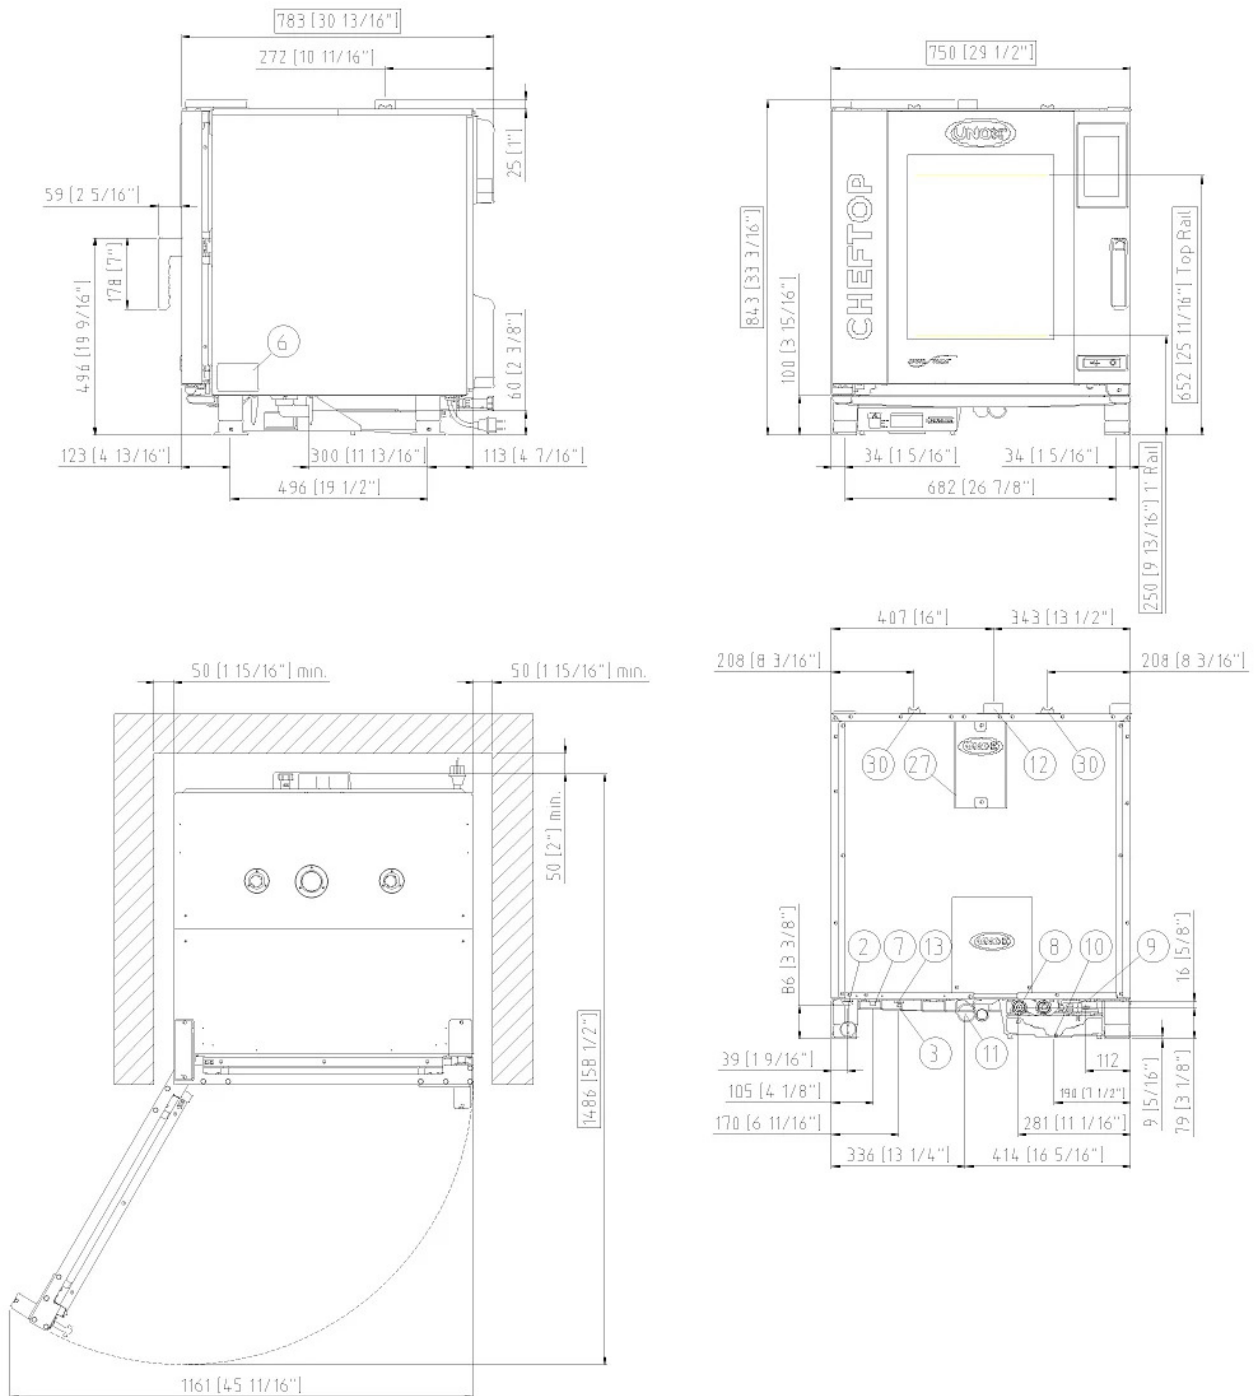 783 [30 13/16"]
272 [10 11/16"]
25 [1"]
59 [2 5/16"]
178 [7"]
496 [19 9/16"]
6
60 [2 3/8"]
123 [4 13/16"]
300 [11 13/16"]
113 [4 7/16"]
496 [19 1/2"]
750 [29 1/2"]
UNOX
CHEFTOP
843 [33 3/16"]
100 [3 15/16"]
652 [25 11/16"] Top Rail
34 [1 5/16"]
34 [1 5/16"]
682 [26 7/8"]
250 [9 13/16"] 1' Rail
50 [1 15/16"] min.
50 [1 15/16"] min.
50 [2"] min.
1486 [58 1/2"]
1161 [45 11/16"]
407 [16"]
343 [13 1/2"]
208 [8 3/16"]
208 [8 3/16"]
UNOX
30
27
12
30
UNOX
86 [3 3/8"]
2
7
13
8
10
9
16 [5/8"]
3
11
39 [1 9/16"]
112
105 [4 1/8"]
190 [7 1/2"]
170 [6 11/16"]
281 [11 1/16"]
9 [5/16"]
79 [3 1/8"]
336 [13 1/4"]
414 [16 5/16"]